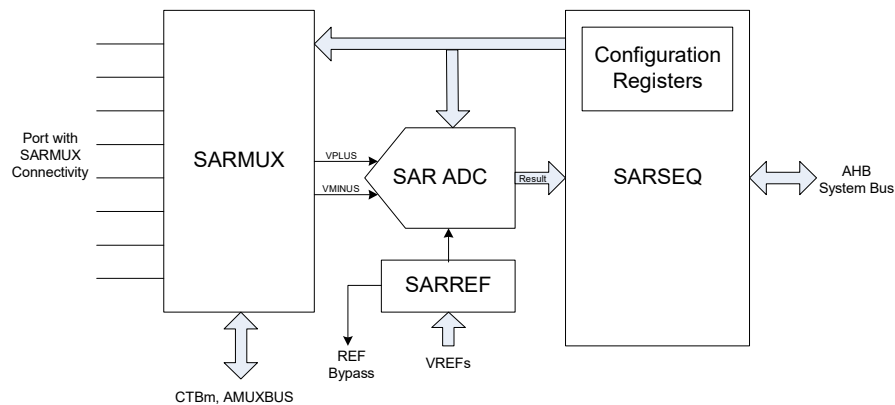 Configuration
Registers
Port with
SARMUX
Connectivity
SARMUX
VPLUS
VMINUS
SAR ADC
Result
SARSEQ
AHB
System Bus
SARREF
REF
Bypass
VREFs
CTBm, AMUXBUS